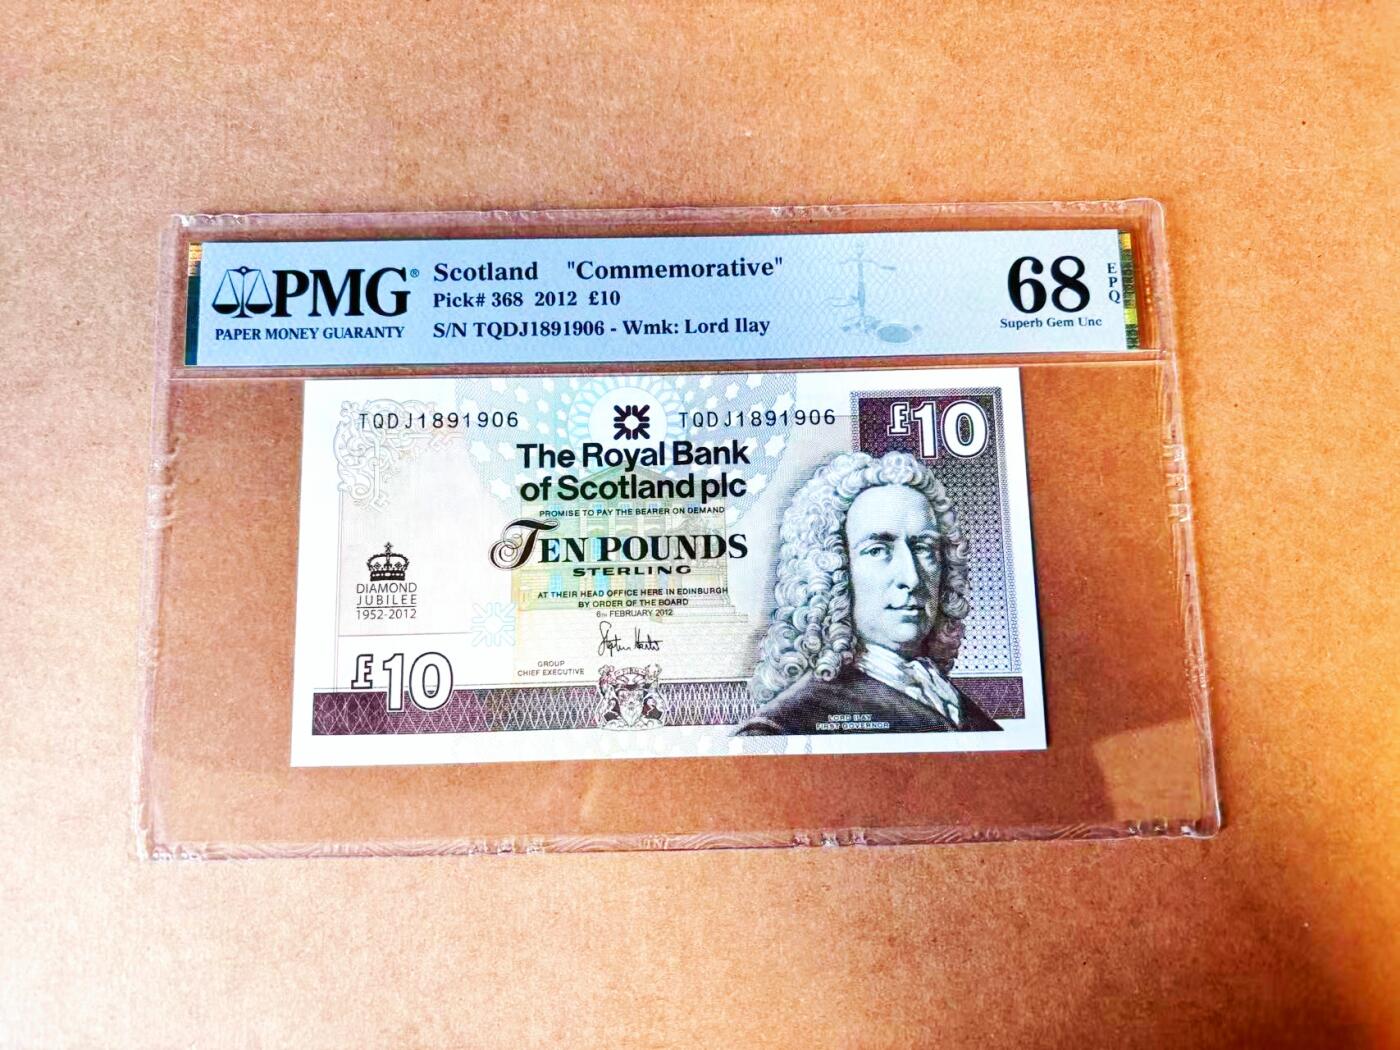 PMG®
PAPER MONEY GUARANTY
Scotland "Commemorative"
Pick# 368 2012 £10
S/N TQDJ1891906 - Wmk: Lord Ilay
68
EPQ
Superb Gem Unc
TQDJ1891906
TQDJ1891906
£10
The Royal Bank
of Scotland plc
PROMISE TO PAY THE BEARER ON DEMAND
TEN POUNDS
STERLING
AT THEIR HEAD OFFICE HERE IN EDINBURGH
BY ORDER OF THE BOARD
6TH FEBRUARY 2012
DIAMOND
JUBILEE
1952-2012
Stephen Hester
GROUP
CHIEF EXECUTIVE
£10
LORD ILAY
FIRST GOVERNOR